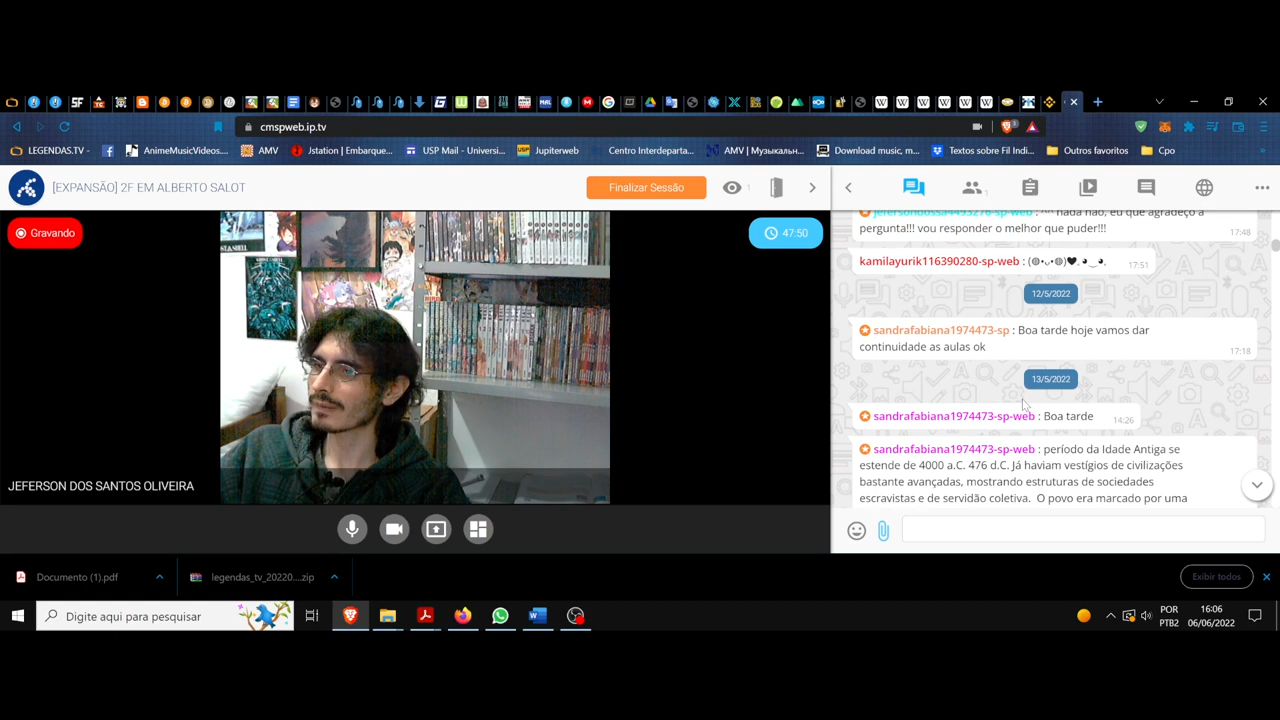 cmspweb.ip.tv
LEGENDAS.TV -
AnimeMusicVideos...
AMV
Jstation | Embarque...
USP Mail - Universi...
Jupiterweb
Centro Interdeparta...
AMV | Музыкальн...
Download music, m...
Textos sobre Fil Indi...
Outros favoritos
Cpo
[EXPANSÃO] 2F EM ALBERTO SALOT
Finalizar Sessão
1
1
Gravando
47:50
JEFERSON DOS SANTOS OLIVEIRA
jefersondossa4493276-sp-web : ^^ nada não, eu que agradeço a
pergunta!!! vou responder o melhor que puder!!!
17:48
kamilayurik116390280-sp-web :
17:51
12/5/2022
sandrafabiana1974473-sp : Boa tarde hoje vamos dar
continuidade as aulas ok
17:18
13/5/2022
sandrafabiana1974473-sp-web : Boa tarde
14:26
sandrafabiana1974473-sp-web : período da Idade Antiga se
estende de 4000 a.C. 476 d.C. Já haviam vestígios de civilizações
bastante avançadas, mostrando estruturas de sociedades
escravistas e de servidão coletiva. O povo era marcado por uma
Documento (1).pdf
legendas_tv_20220....zip
Exibir todos
Digite aqui para pesquisar
POR
PTB2
16:06
06/06/2022